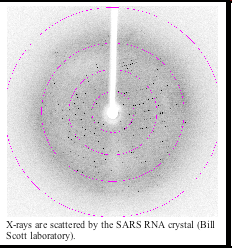 X-rays are scattered by the SARS RNA crystal (Bill
Scott laboratory).